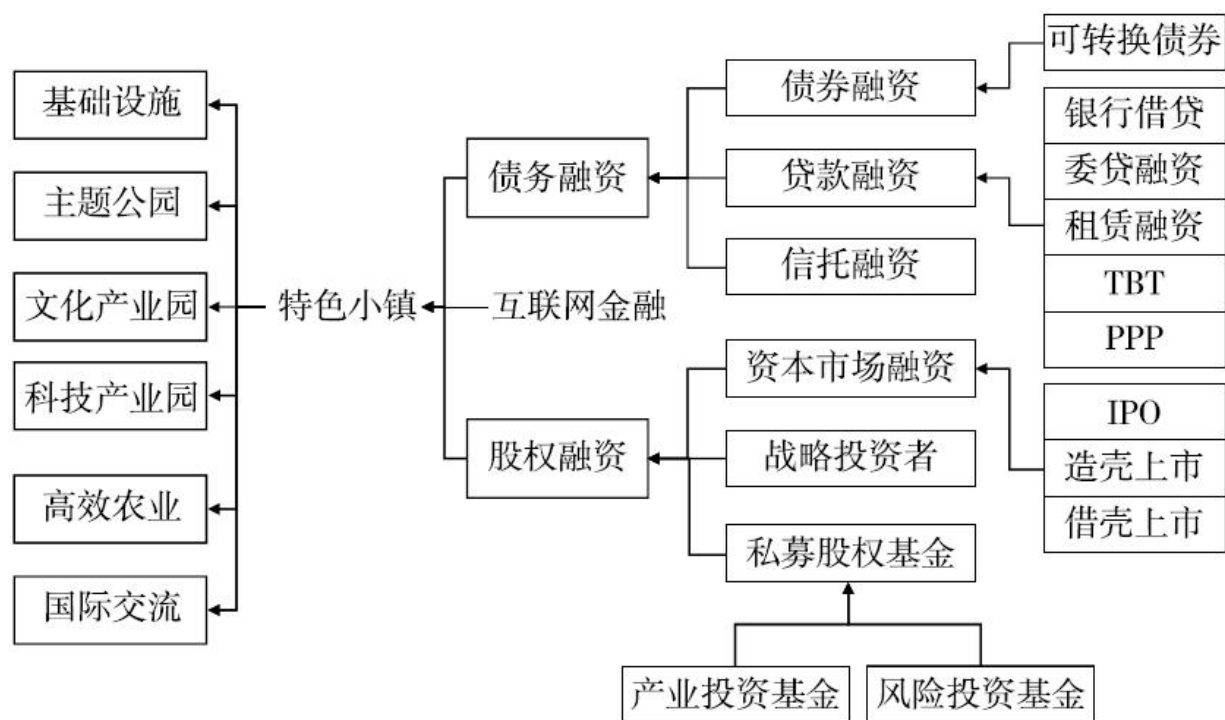 基础设施
主题公园
文化产业园
科技产业园
高效农业
国际交流
特色小镇
债务融资
互联网金融
股权融资
债券融资
贷款融资
信托融资
资本市场融资
战略投资者
私募股权基金
产业投资基金
风险投资基金
可转换债券
银行借贷
委贷融资
租赁融资
TBT
PPP
IPO
造壳上市
借壳上市